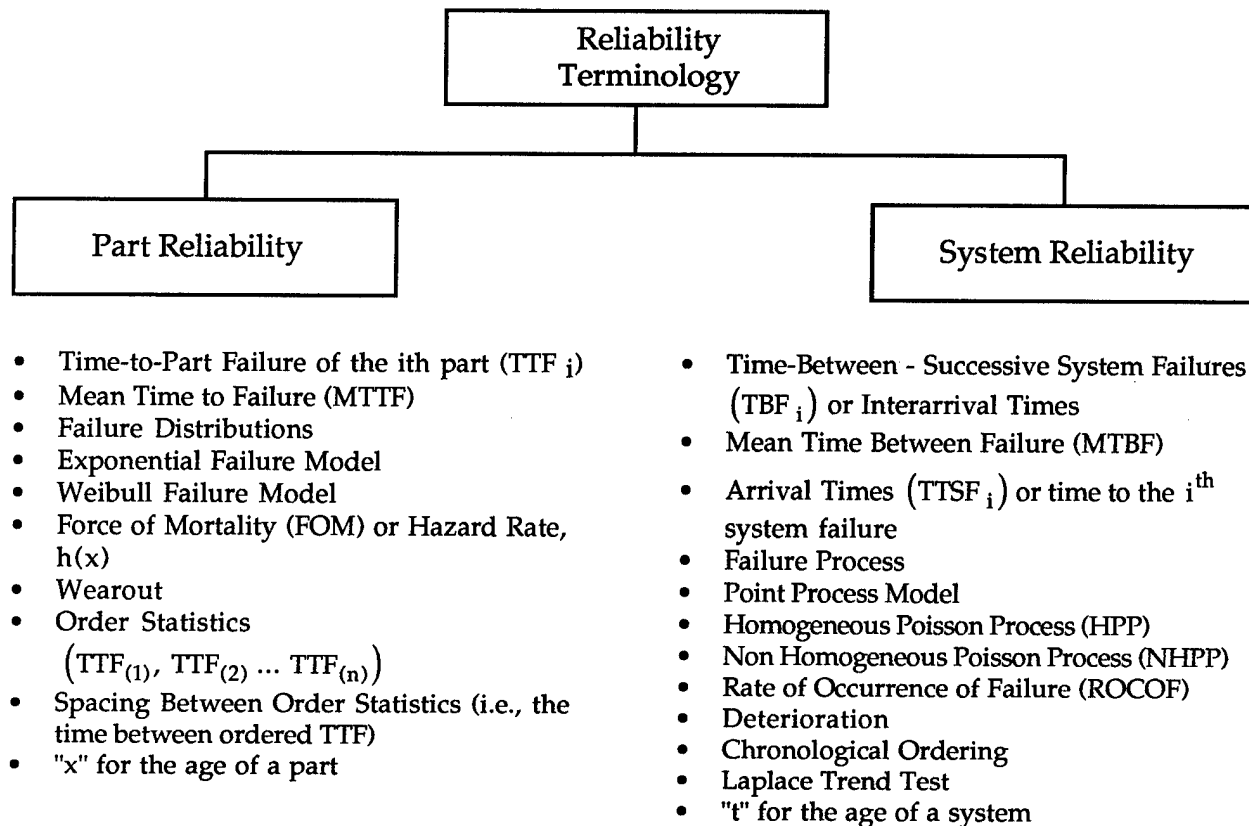 Reliability
Terminology
Part Reliability
System Reliability
• Time-to-Part Failure of the ith part (TTF i)
• Mean Time to Failure (MTTF)
• Failure Distributions
• Exponential Failure Model
• Weibull Failure Model
• Force of Mortality (FOM) or Hazard Rate,
h(x)
• Wearout
• Order Statistics
(TTF(1), TTF(2) ... TTF(n))
• Spacing Between Order Statistics (i.e., the
time between ordered TTF)
• "x" for the age of a part
• Time-Between - Successive System Failures
(TBF i) or Interarrival Times
• Mean Time Between Failure (MTBF)
• Arrival Times (TTSF i) or time to the ith
system failure
• Failure Process
• Point Process Model
• Homogeneous Poisson Process (HPP)
• Non Homogeneous Poisson Process (NHPP)
• Rate of Occurrence of Failure (ROCOF)
• Deterioration
• Chronological Ordering
• Laplace Trend Test
• "t" for the age of a system